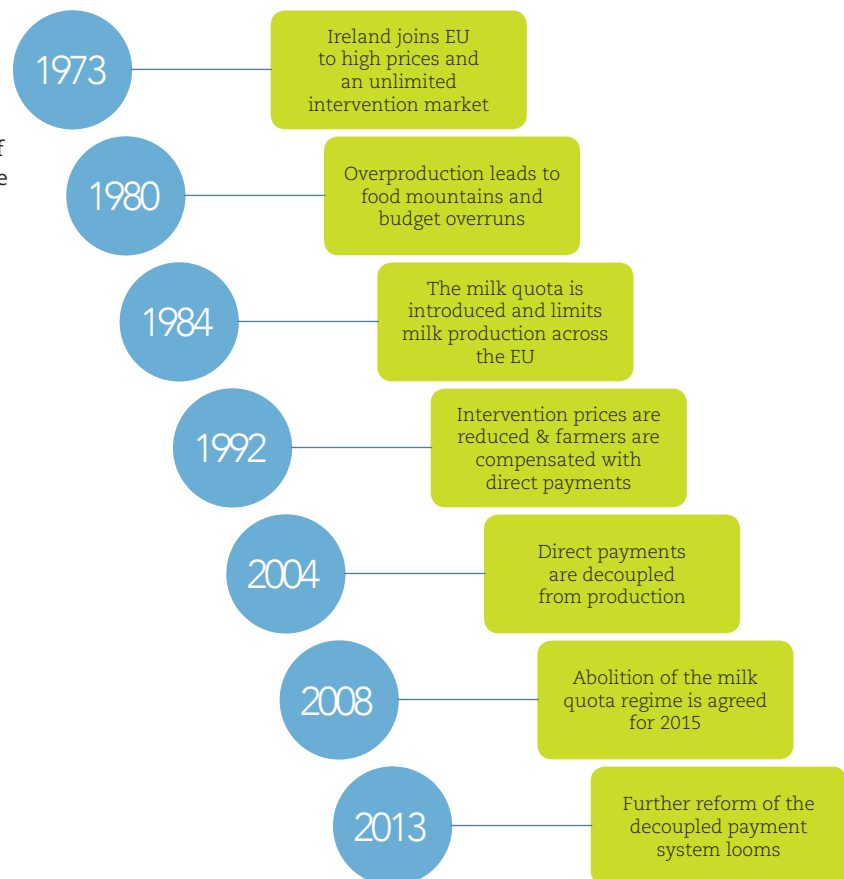 1973
Ireland joins EU
to high prices and
an unlimited
intervention market
1980
Overproduction leads to
food mountains and
budget overruns
1984
The milk quota is
introduced and limits
milk production across
the EU
1992
Intervention prices are
reduced & farmers are
compensated with
direct payments
2004
Direct payments
are decoupled
from production
2008
Abolition of the milk
quota regime is agreed
for 2015
2013
Further reform of the
decoupled payment
system looms